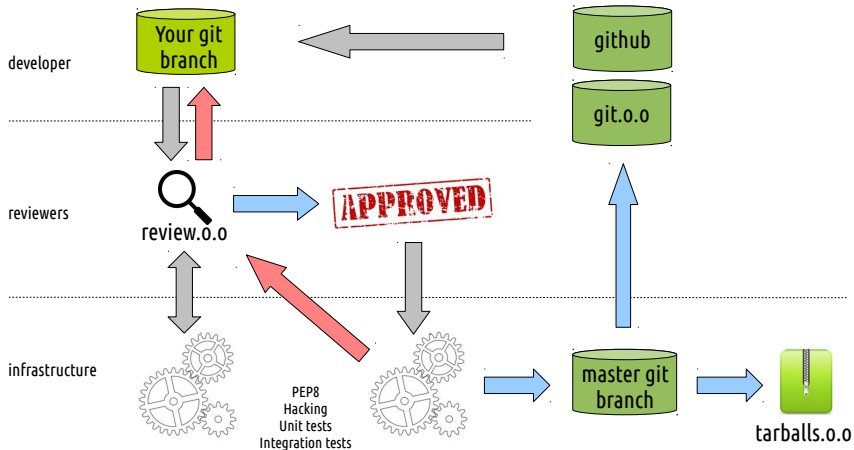 Your git
branch
github
developer
git.o.o
reviewers
APPROVED
review.o.o
infrastructure
PEP8
Hacking
Unit tests
Integration tests
master git
branch
tarballs.o.o